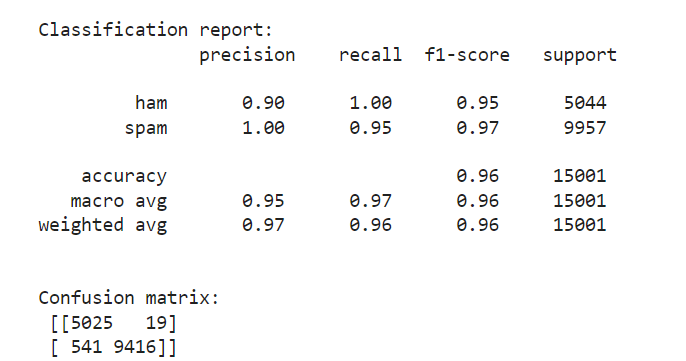 Classification report:
precision recall f1-score support
ham 0.90 1.00 0.95 5044
spam 1.00 0.95 0.97 9957
accuracy 0.96 15001
macro avg 0.95 0.97 0.96 15001
weighted avg 0.97 0.96 0.96 15001
Confusion matrix:
[[5025 19]
[ 541 9416]]